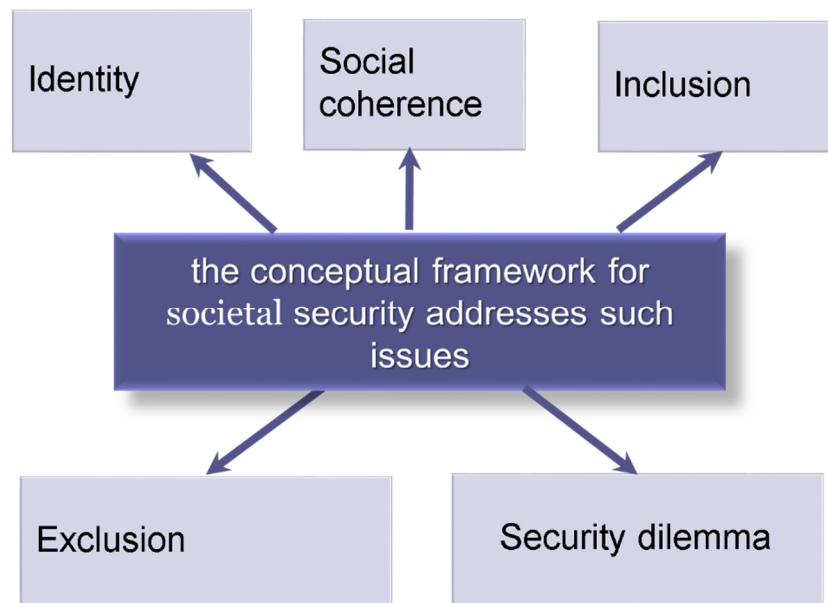 Identity
Social
coherence
Inclusion
the conceptual framework for
societal security addresses such
issues
Exclusion
Security dilemma